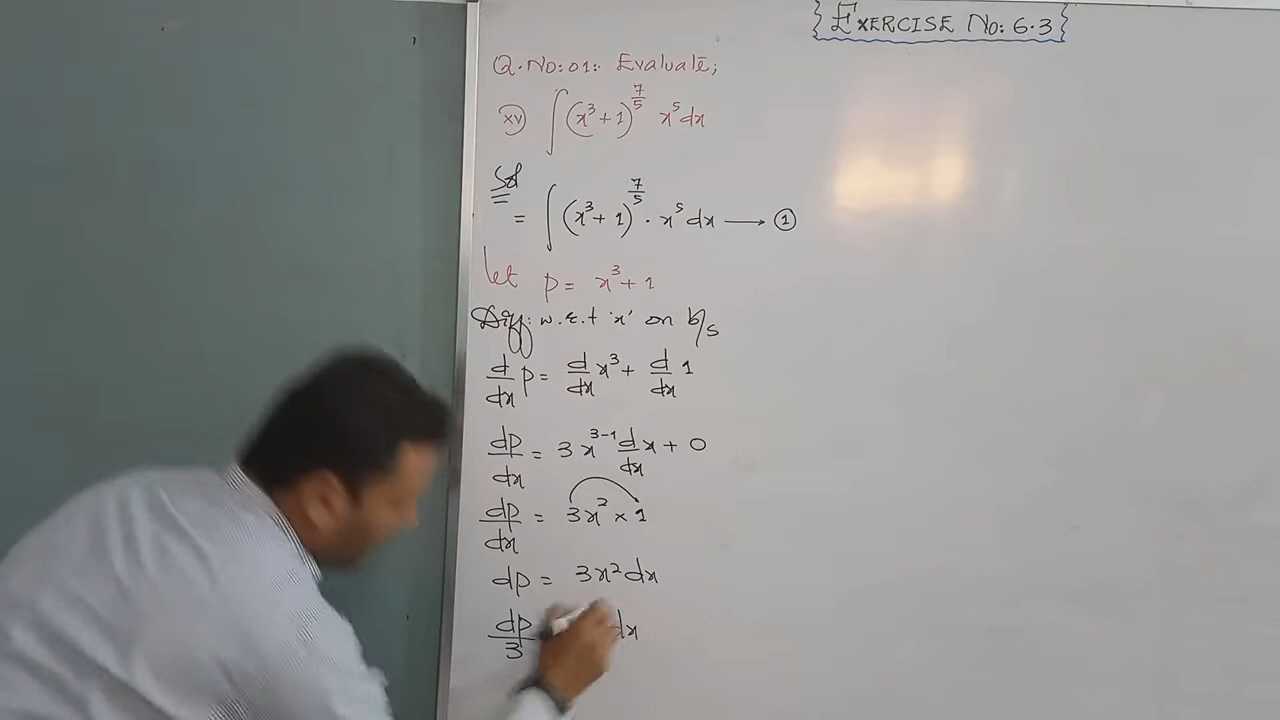 { EXERCISE No: 6.3 }
Q.No:01:. Evaluate;
(xv) ∫(x³+1)^(7/5) x⁵dx
Sol
= ∫(x³+1)^(7/5) · x⁵dx → (1)
let p = x³+1
Diff: w.r.t 'x' on b/s
d/dx p = d/dx x³ + d/dx 1
dp/dx = 3x^(3-1) d/dx x + 0
dp/dx = 3x² × 1
dp = 3x²dx
dp/3 dx